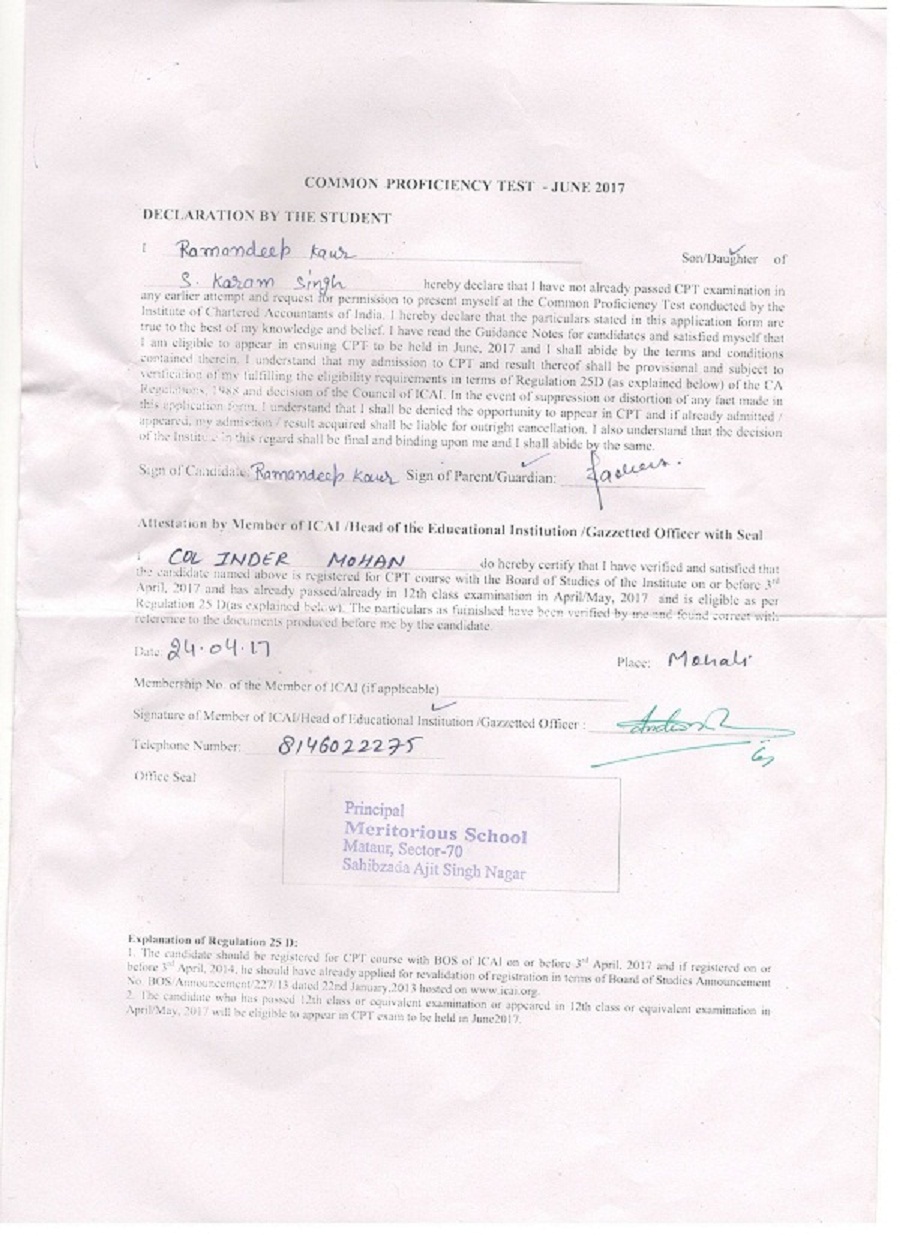 COMMON PROFICIENCY TEST - JUNE 2017
DECLARATION BY THE STUDENT
I Ramandeep Kaur Son/Daughter of
S. Karam Singh hereby declare that I have not already passed CPT examination in
any earlier attempt and request for permission to present myself at the Common Proficiency Test conducted by the
Institute of Chartered Accountants of India. I hereby declare that the particulars stated in this application form are
true to the best of my knowledge and belief. I have read the Guidance Notes for candidates and satisfied myself that
I am eligible to appear in ensuing CPT to be held in June, 2017 and I shall abide by the terms and conditions
contained therein. I understand that my admission to CPT and result thereof shall be provisional and subject to
verification of my fulfilling the eligibility requirements in terms of Regulation 25D (as explained below) of the CA
Regulations, 1988 and decision of the Council of ICAI. In the event of suppression or distortion of any fact made in
this application form, I understand that I shall be denied the opportunity to appear in CPT and if already admitted /
appeared, my admission / result acquired shall be liable for outright cancellation. I also understand that the decision
of the Institute in this regard shall be final and binding upon me and I shall abide by the same.
Sign of Candidate: Ramandeep Kaur Sign of Parent/Guardian:
Attestation by Member of ICAI /Head of the Educational Institution /Gazzetted Officer with Seal
I COL INDER MOHAN do hereby certify that I have verified and satisfied that
the candidate named above is registered for CPT course with the Board of Studies of the Institute on or before 3rd
April, 2017 and has already passed/already in 12th class examination in April/May, 2017 and is eligible as per
Regulation 25 D(as explained below). The particulars as furnished have been verified by me and found correct with
reference to the documents produced before me by the candidate.
Date: 24.04.17 Place: Mohali
Membership No. of the Member of ICAI (if applicable)
Signature of Member of ICAI/Head of Educational Institution /Gazzetted Officer :
Telephone Number: 8146022275
Office Seal
Principal
Meritorious School
Mataur, Sector-70
Sahibzada Ajit Singh Nagar
Explanation of Regulation 25 D:
1. The candidate should be registered for CPT course with BOS of ICAI on or before 3rd April, 2017 and if registered on or
before 3rd April, 2014, he should have already applied for revalidation of registration in terms of Board of Studies Announcement
No. BOS/Announcement/227/13 dated 22nd January,2013 hosted on www.icai.org.
2. The candidate who has passed 12th class or equivalent examination or appeared in 12th class or equivalent examination in
April/May, 2017 will be eligible to appear in CPT exam to be held in June2017.